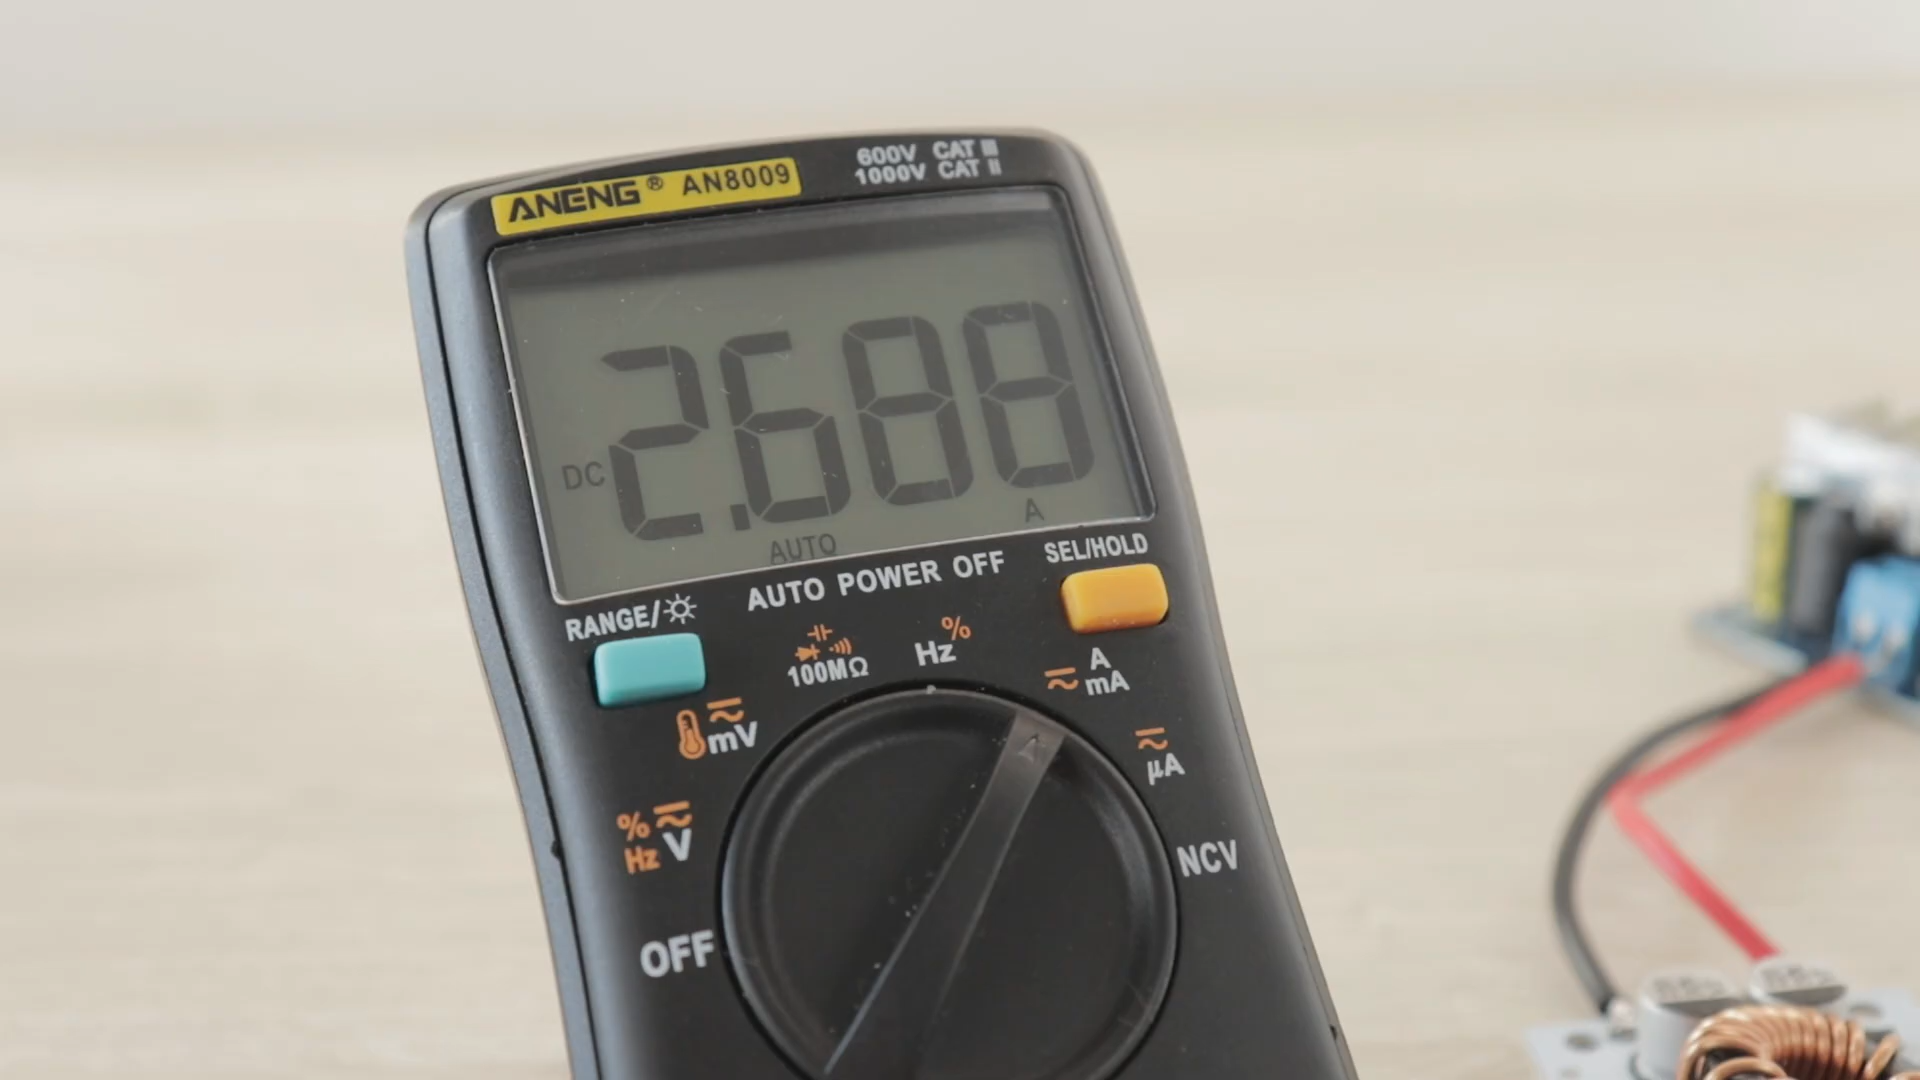 ANENG® AN8009
600V CAT III
1000V CAT II
2.688
DC
A
AUTO
AUTO POWER OFF
SEL/HOLD
RANGE/
100MΩ
Hz %
A
mA
mV
μA
% V
Hz
NCV
OFF